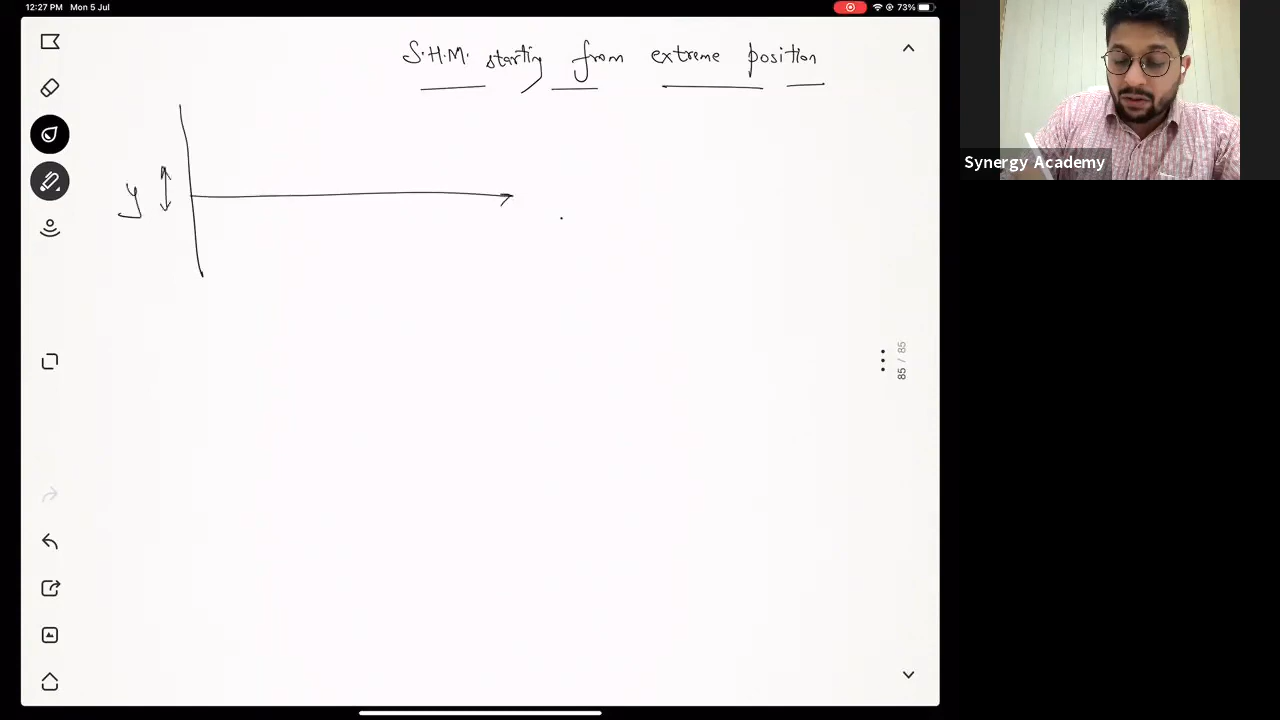 12:27 PM Mon 5 Jul
73%
S.H.M. starting from extreme position
y
85 / 85
Synergy Academy